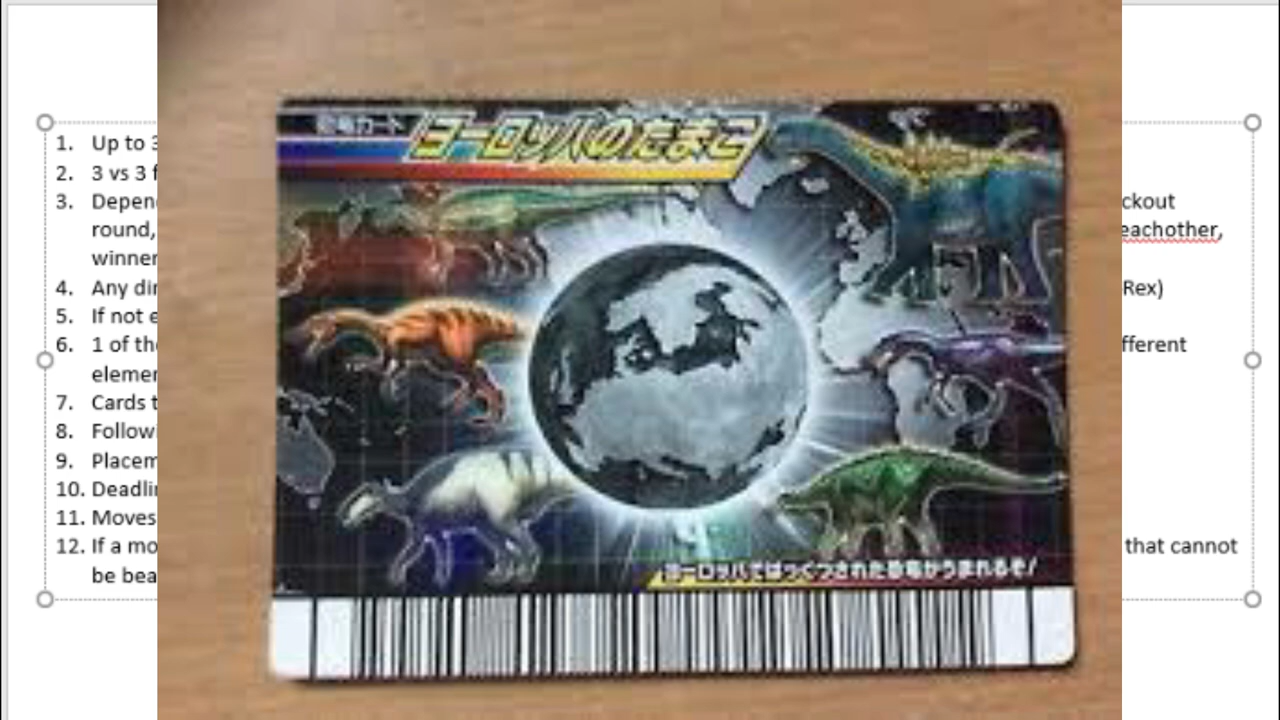 1. Up to 3
2. 3 vs 3 f
3. Depen
ckout
round,
eachother,
winner
4. Any di
Rex)
5. If not e
6. 1 of the
fferent
elemen
7. Cards t
8. Followi
9. Placem
10. Deadli
11. Moves
12. If a mo
that cannot
be bea
恐竜カード
ヨーロッパのたまご
ヨーロッパではっくつされた恐竜がうまれるぞ！